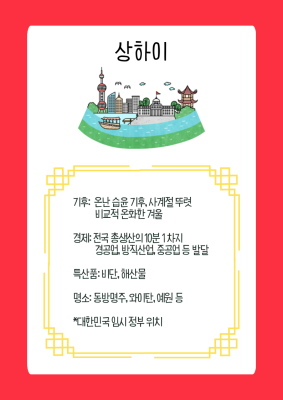 상하이
기후: 온난 습윤 기후, 사계절 뚜렷
비교적 온화한 겨울
경제: 전국 총생산의 10분 1 차지
경공업, 방직산업, 중공업 등 발달
특산품: 비단, 해산물
명소: 동방명주, 와이탄, 예원 등
*대한민국 임시 정부 위치